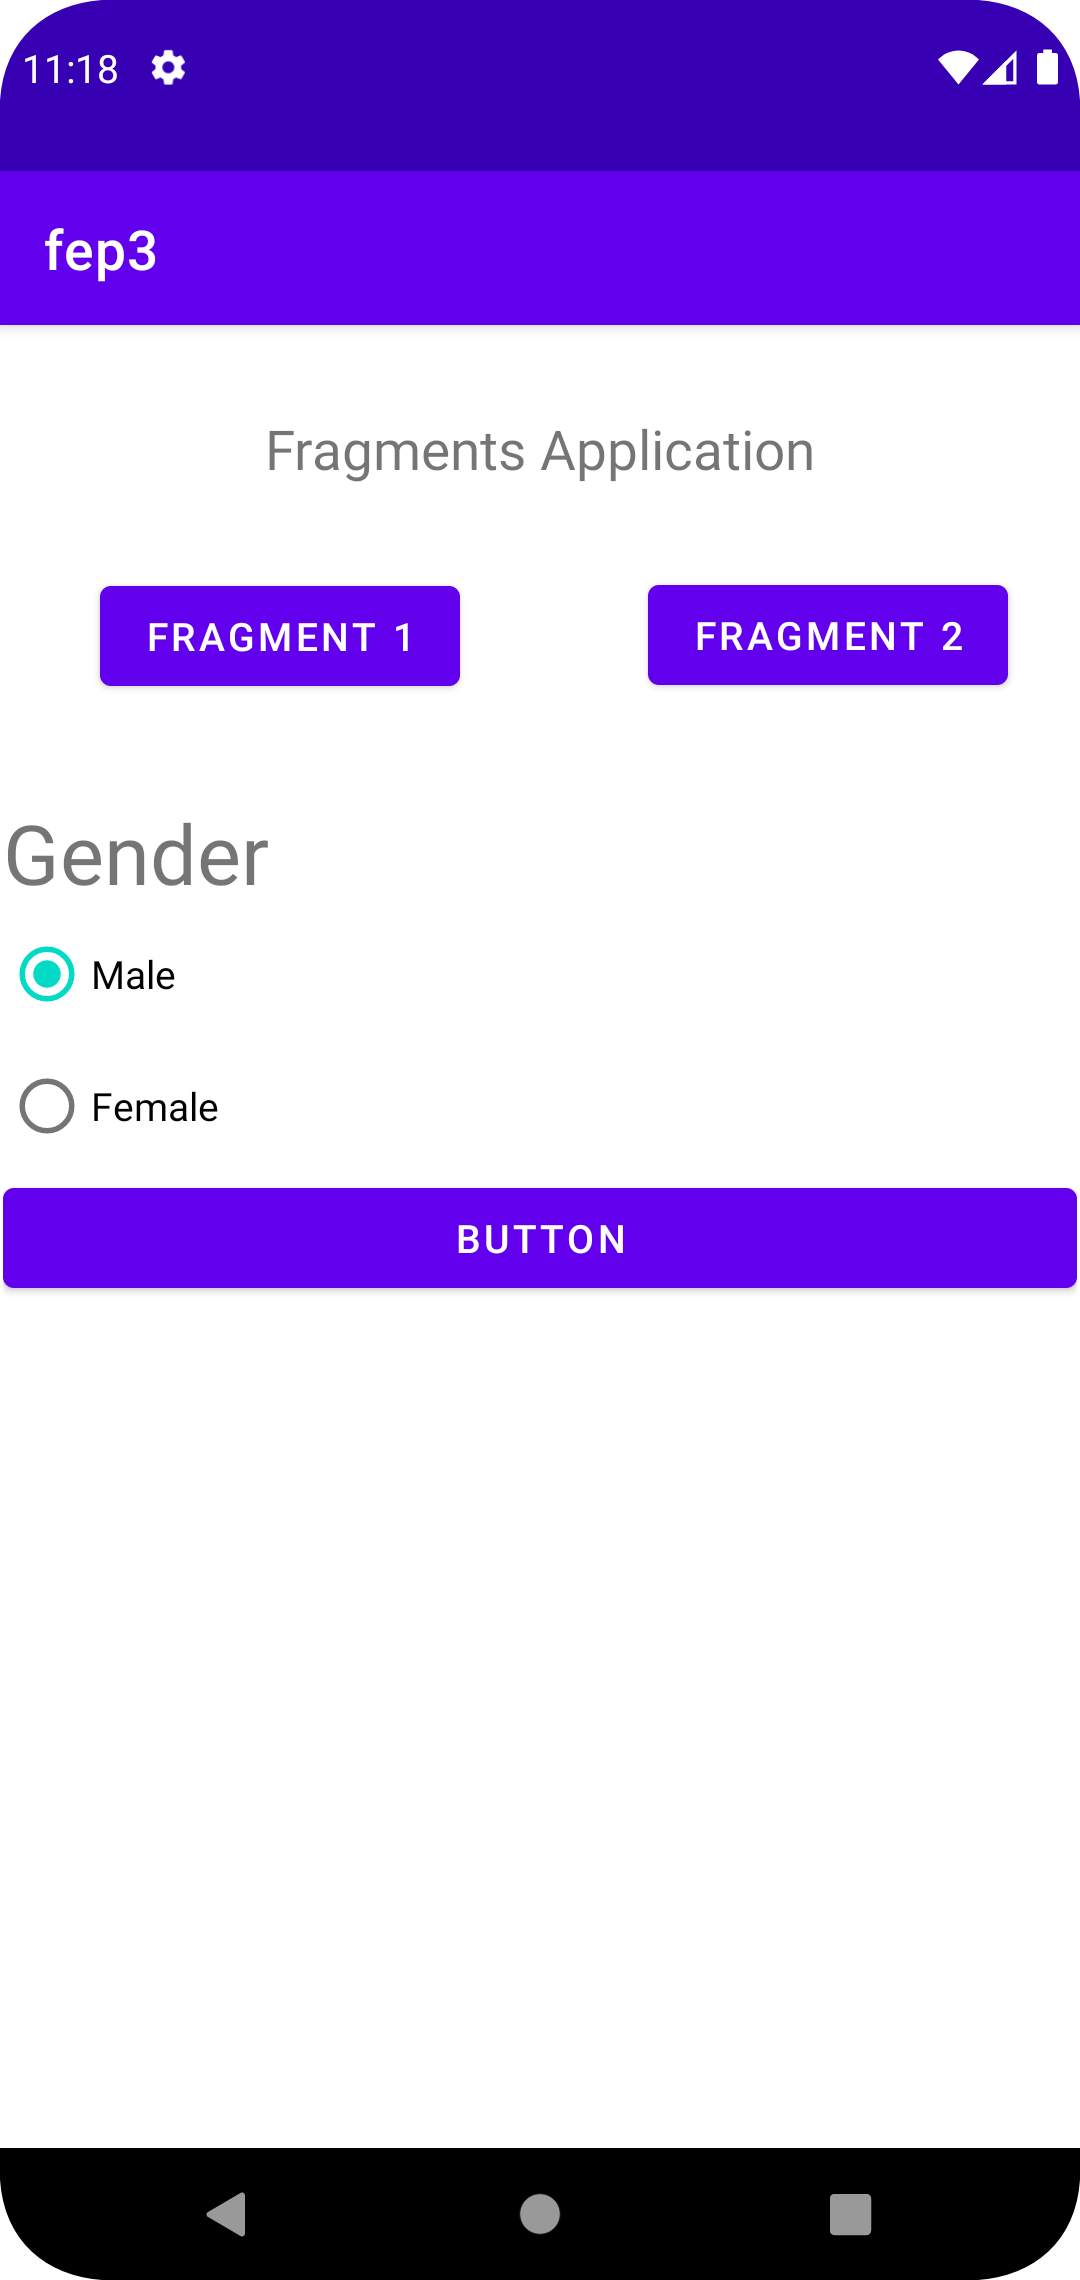 11:18
fep3
Fragments Application
FRAGMENT 1
FRAGMENT 2
Gender
Male
Female
BUTTON